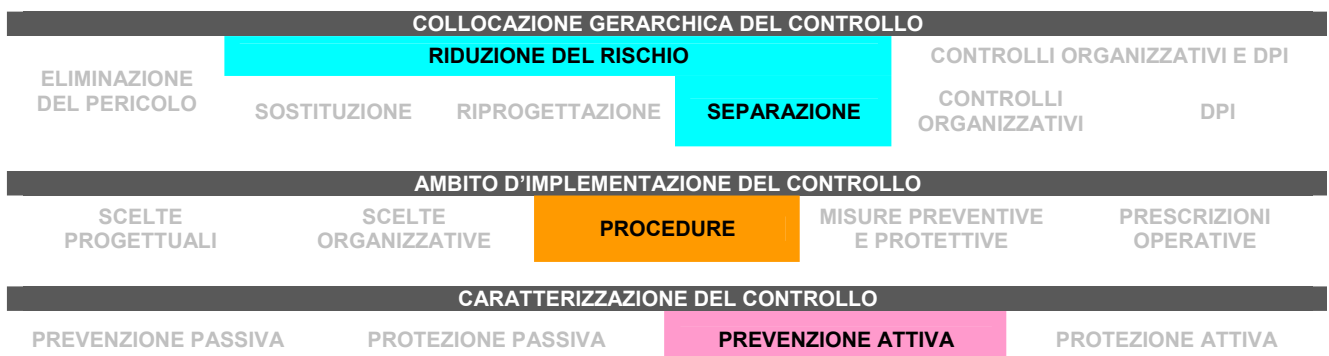 COLLOCAZIONE GERARCHICA DEL CONTROLLO
ELIMINAZIONE
DEL PERICOLO
RIDUZIONE DEL RISCHIO
CONTROLLI ORGANIZZATIVI E DPI
SOSTITUZIONE
RIPROGETTAZIONE
SEPARAZIONE
CONTROLLI
ORGANIZZATIVI
DPI
AMBITO D'IMPLEMENTAZIONE DEL CONTROLLO
SCELTE
PROGETTUALI
SCELTE
ORGANIZZATIVE
PROCEDURE
MISURE PREVENTIVE
E PROTETTIVE
PRESCRIZIONI
OPERATIVE
CARATTERIZZAZIONE DEL CONTROLLO
PREVENZIONE PASSIVA
PROTEZIONE PASSIVA
PREVENZIONE ATTIVA
PROTEZIONE ATTIVA